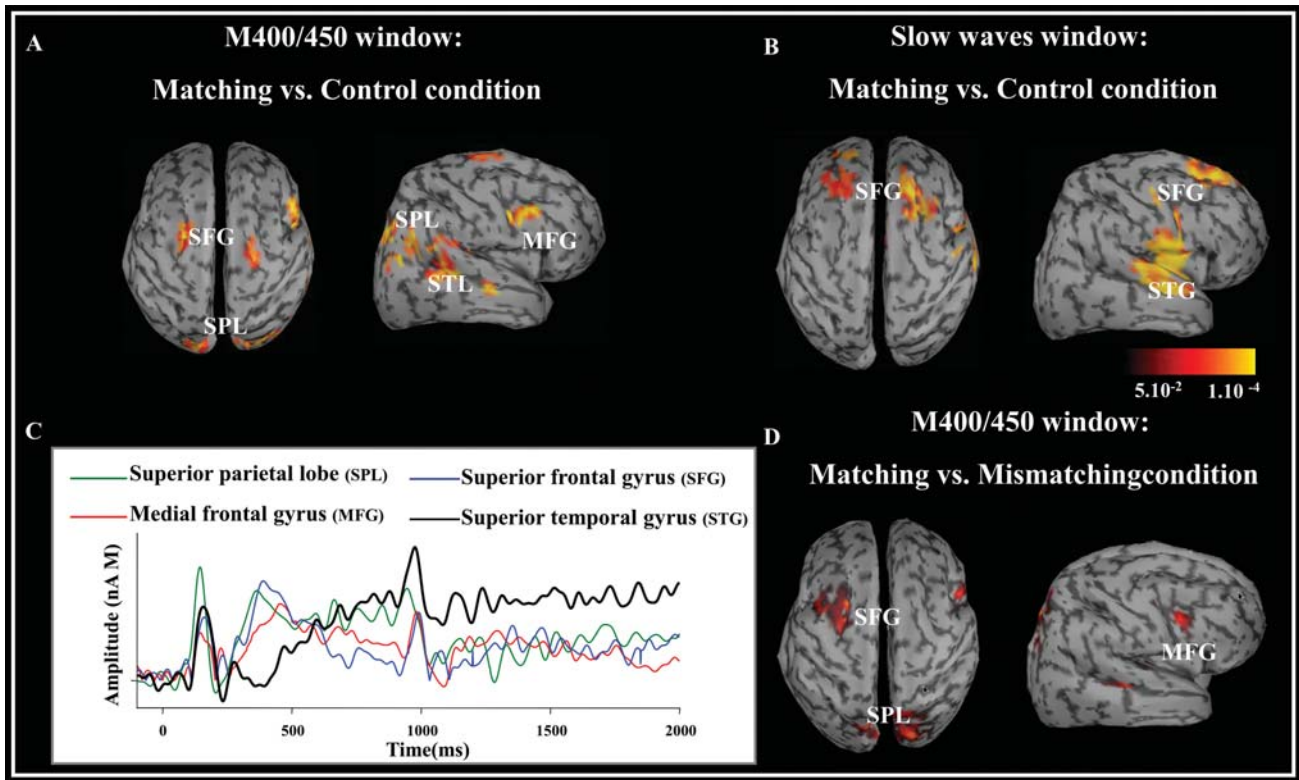 A
M400/450 window:
Matching vs. Control condition
SFG
SPL
SPL
MFG
STL
B
Slow waves window:
Matching vs. Control condition
SFG
SFG
STG
5.10-2 1.10 -4
C
Superior parietal lobe (SPL)
Superior frontal gyrus (SFG)
Medial frontal gyrus (MFG)
Superior temporal gyrus (STG)
Amplitude (nA M)
0 500 1000 1500 2000
Time(ms)
D
M400/450 window:
Matching vs. Mismatchingcondition
SFG
SPL
MFG